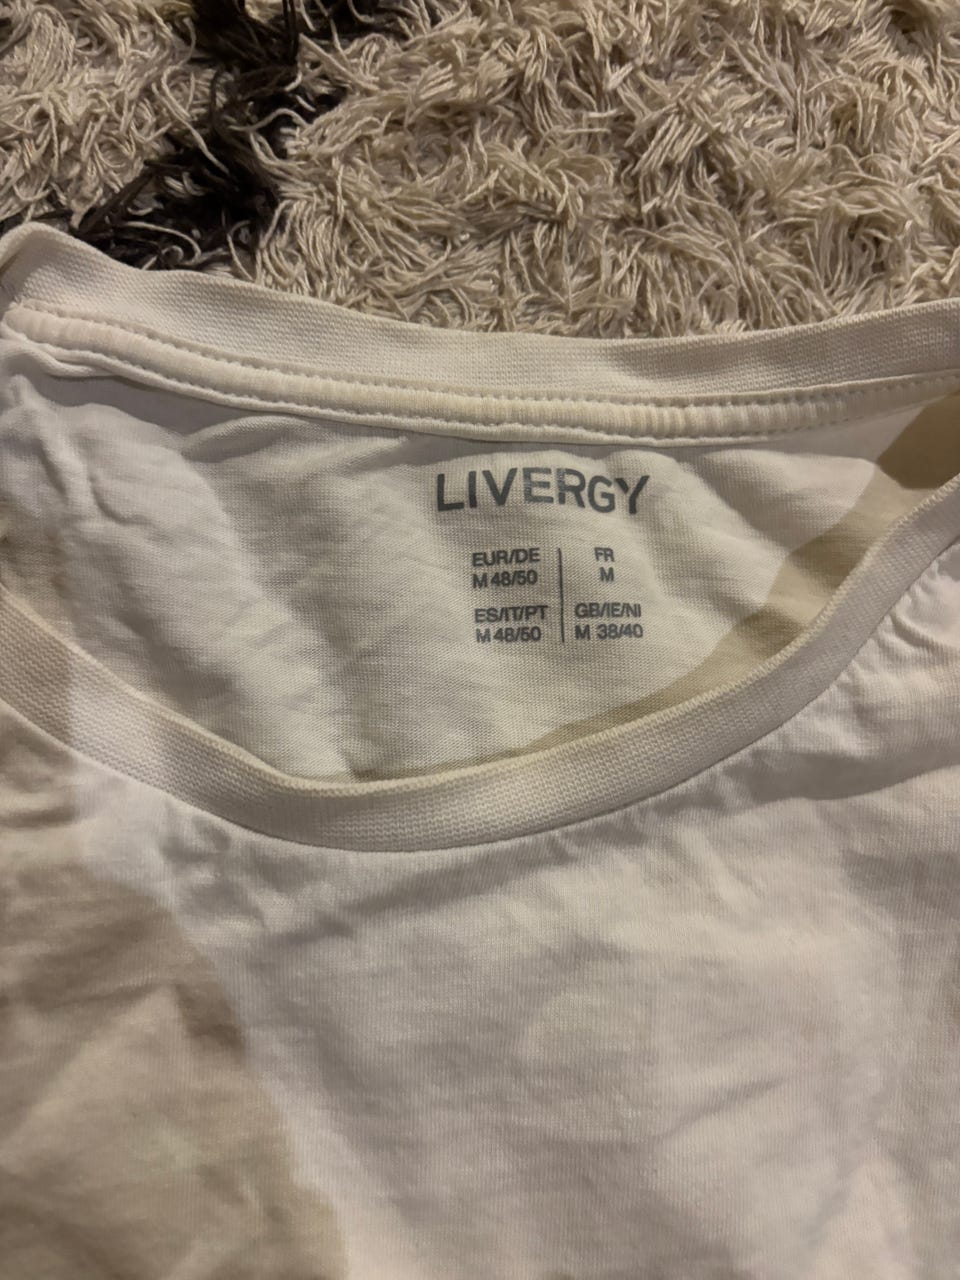 LIVERGY
EUR/DE
M 48/50
FR
M
ES/IT/PT
M 48/50
GB/IE/NI
M 38/40